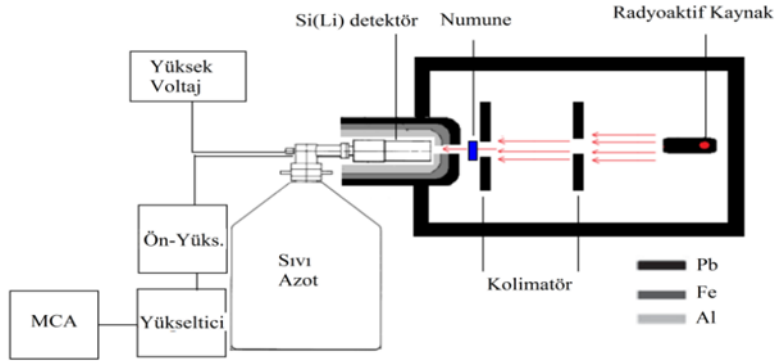 Si(Li) detektör
Numune
Radyoaktif Kaynak
Yüksek
Voltaj
Ön-Yüks.
Sıvı
Azot
Kolimatör
Pb
Fe
Al
MCA
Yükseltici